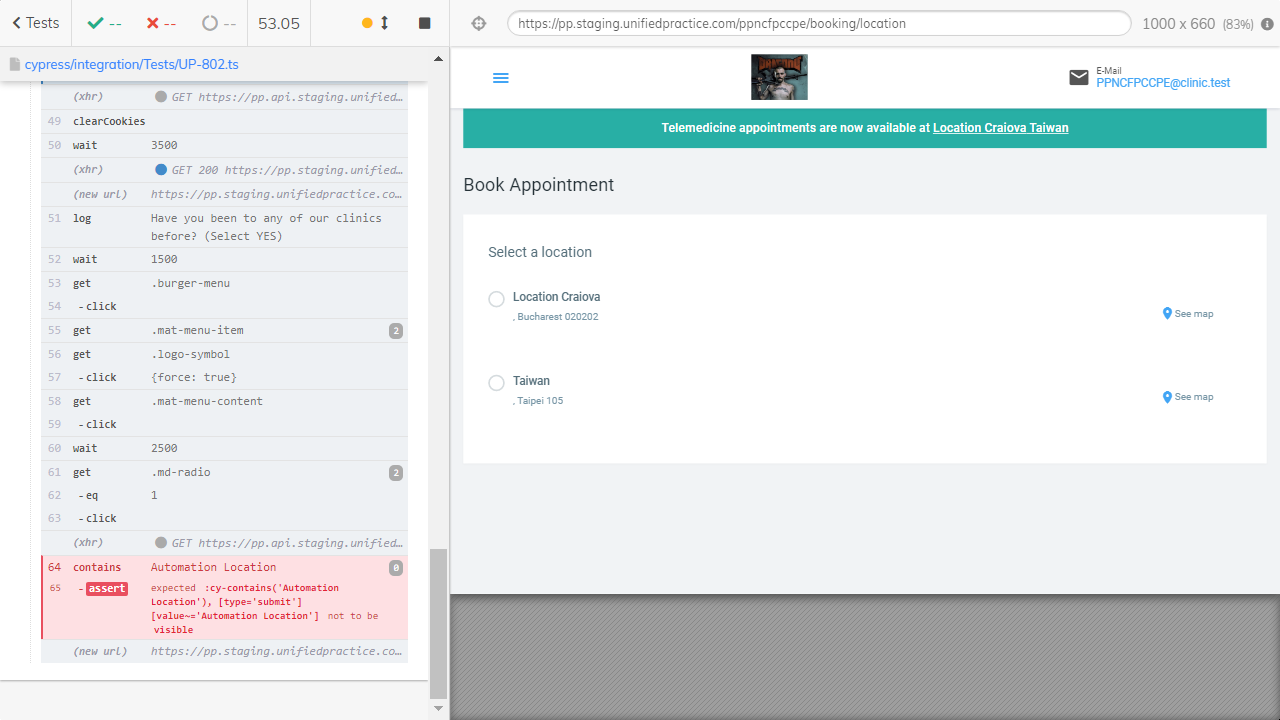 Tests
--
--
--
53.05
https://pp.staging.unifiedpractice.com/ppncfpccpe/booking/location
1000 x 660 (83%)
cypress/integration/Tests/UP-802.ts
(xhr) GET https://pp.api.staging.unified…
49 clearCookies
50 wait 3500
(xhr) GET 200 https://pp.staging.unified…
(new url) https://pp.staging.unifiedpractice.co…
51 log Have you been to any of our clinics
before? (Select YES)
52 wait 1500
53 get .burger-menu
54 - click
55 get .mat-menu-item 2
56 get .logo-symbol
57 - click {force: true}
58 get .mat-menu-content
59 - click
60 wait 2500
61 get .md-radio 2
62 - eq 1
63 - click
(xhr) GET https://pp.api.staging.unified…
64 contains Automation Location 0
65 - assert expected :cy-contains('Automation
Location'), [type='submit']
[value~='Automation Location'] not to be
visible
(new url) https://pp.staging.unifiedpractice.co…
E-Mail
PPNCFPCCPE@clinic.test
Telemedicine appointments are now available at Location Craiova Taiwan
Book Appointment
Select a location
Location Craiova
, Bucharest 020202
See map
Taiwan
, Taipei 105
See map